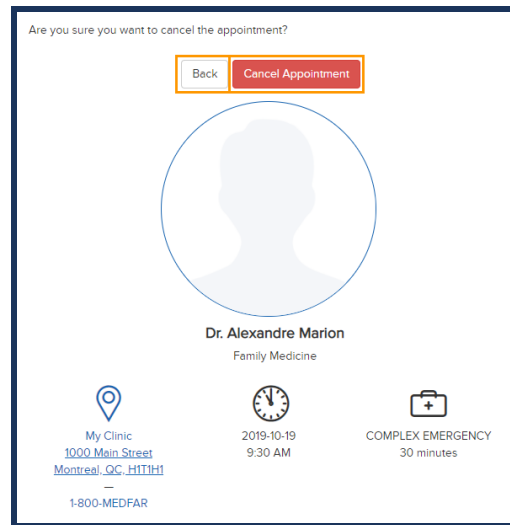 Are you sure you want to cancel the appointment?
Back
Cancel Appointment
Dr. Alexandre Marion
Family Medicine
My Clinic
1000 Main Street
Montreal, QC, H1T1H1
—
1-800-MEDFAR
2019-10-19
9:30 AM
COMPLEX EMERGENCY
30 minutes